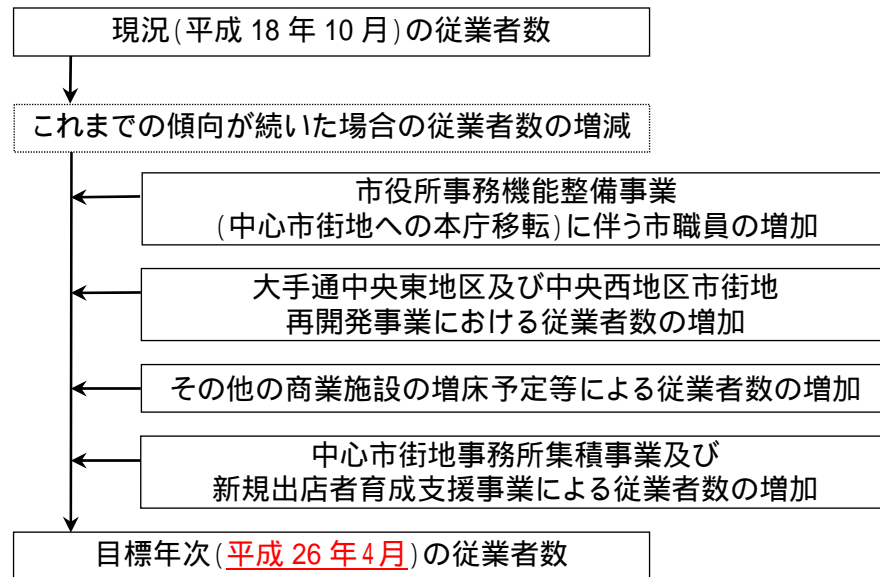 現況(平成 18 年 10 月)の従業者数
これまでの傾向が続いた場合の従業者数の増減
市役所事務機能整備事業
(中心市街地への本庁移転)に伴う市職員の増加
大手通中央東地区及び中央西地区市街地
再開発事業における従業者数の増加
その他の商業施設の増床予定等による従業者数の増加
中心市街地事務所集積事業及び
新規出店者育成支援事業による従業者数の増加
目標年次(平成 26 年4月)の従業者数